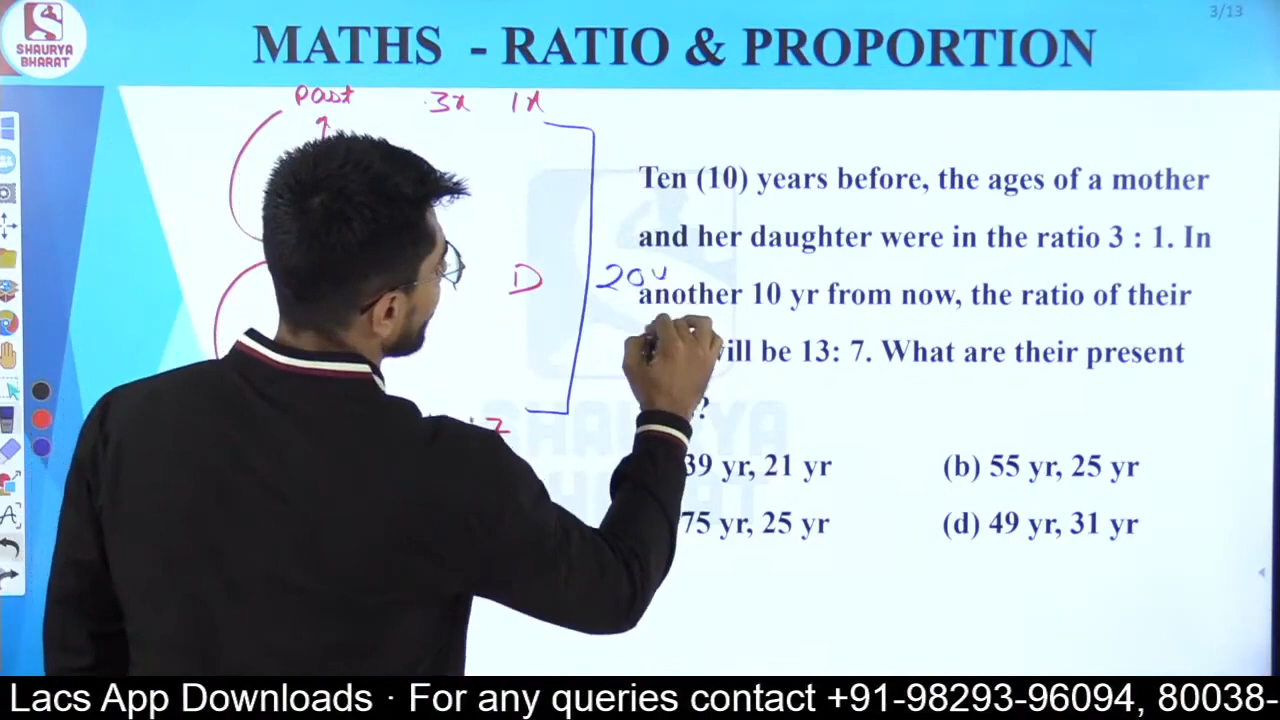 3/13
SHAURYA
BHARAT
MATHS - RATIO & PROPORTION
Past 3x 1x
Ten (10) years before, the ages of a mother
and her daughter were in the ratio 3 : 1. In
D 20
another 10 yr from now, the ratio of their
will be 13: 7. What are their present
?
7
39 yr, 21 yr (b) 55 yr, 25 yr
75 yr, 25 yr (d) 49 yr, 31 yr
SHAURYA
BHARAT
Lacs App Downloads · For any queries contact +91-98293-96094, 80038-